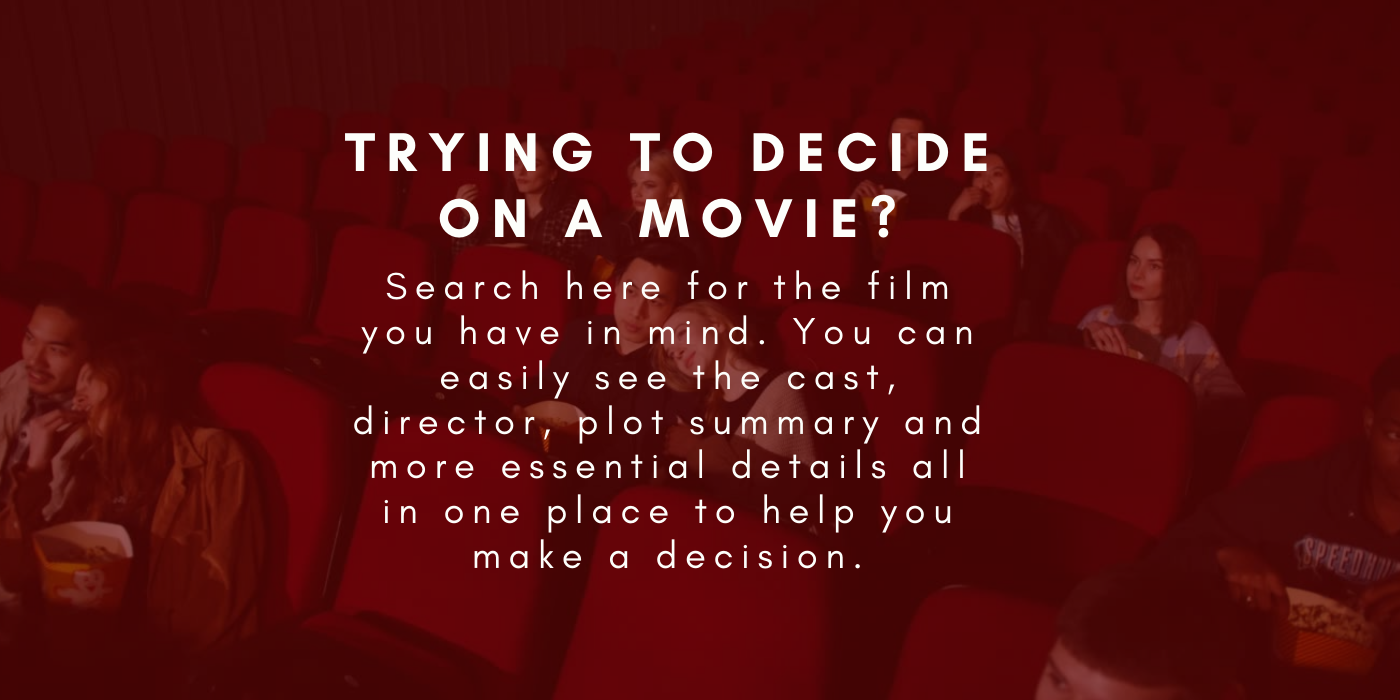 TRYING TO DECIDE
ON A MOVIE?
Search here for the film
you have in mind. You can
easily see the cast,
director, plot summary and
more essential details all
in one place to help you
make a decision.